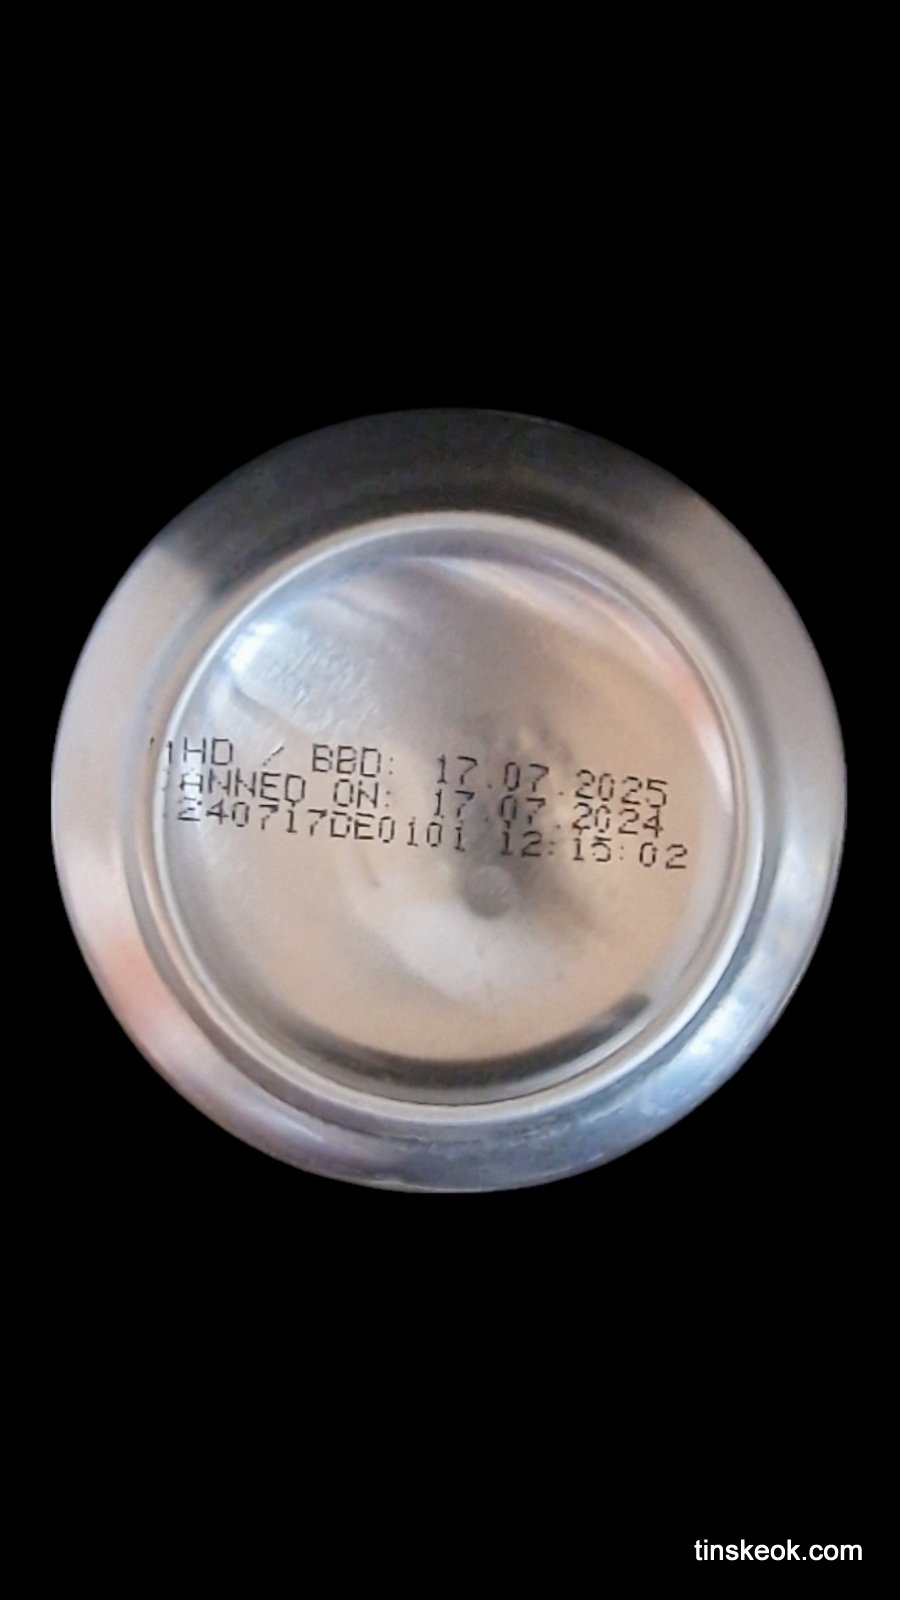 MHD / BBD: 17.07.2025
CANNED ON: 17.07.2024
240717DE0101 12:15:02
tinskeok.com